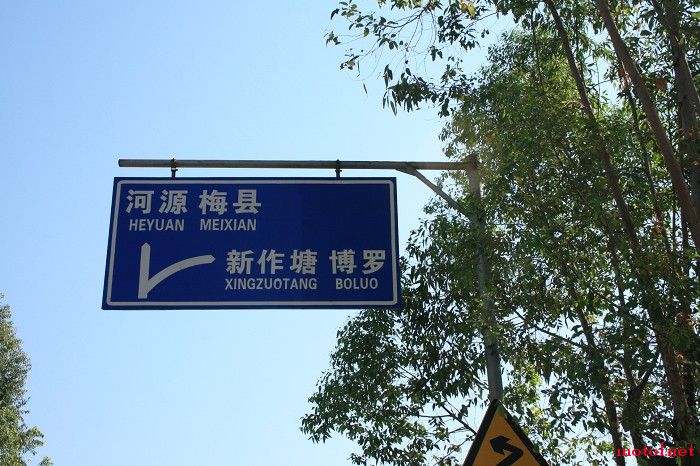 河源 梅县
HEYUAN MEIXIAN
新作塘 博罗
XINGZUOTANG BOLUO
motofnet